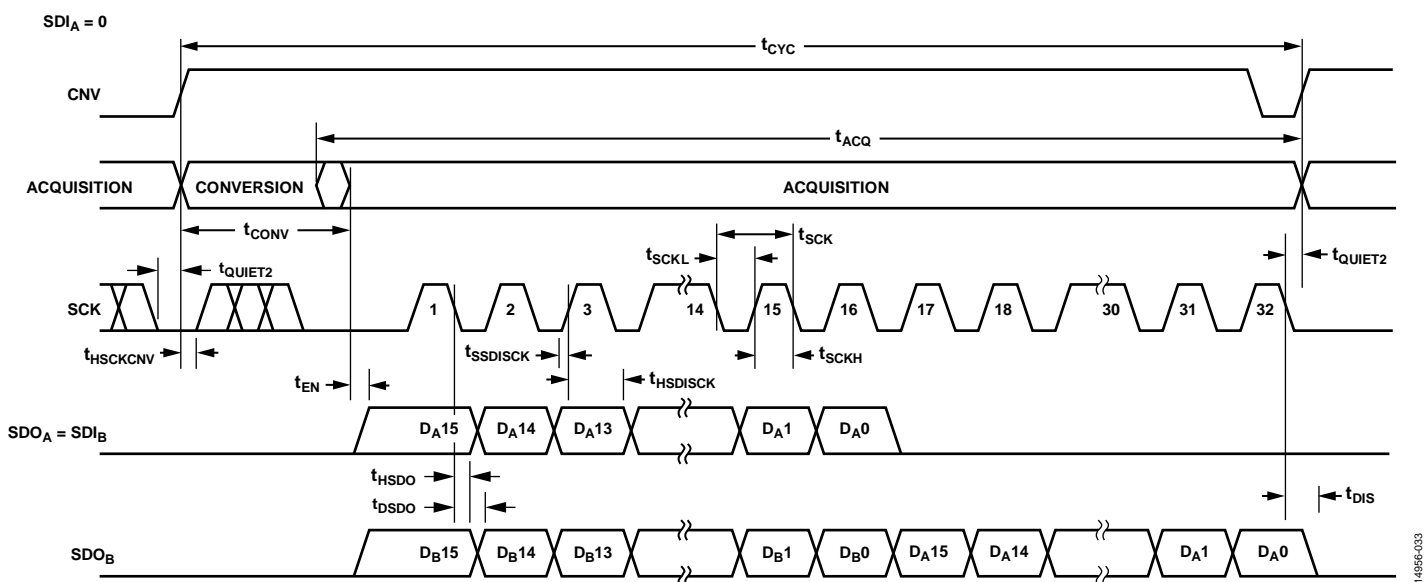 SDIA = 0
tCYC
CNV
tACQ
ACQUISITION CONVERSION ACQUISITION
tCONV
tSCK
tSCKL
tQUIET2 tQUIET2
SCK 1 2 3 14 15 16 17 18 30 31 32
tHSCKCNV tSSDISCK tSCKH
tEN tHSDISCK
SDOA = SDIB DA15 DA14 DA13 DA1 DA0
tHSDO
tDSDO tDIS
SDOB DB15 DB14 DB13 DB1 DB0 DA15 DA14 DA1 DA0
14956-033